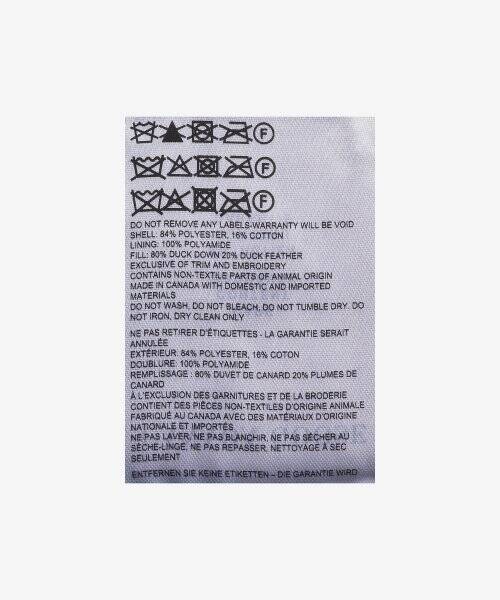 F
F
F
DO NOT REMOVE ANY LABELS-WARRANTY WILL BE VOID
SHELL: 84% POLYESTER, 16% COTTON
LINING: 100% POLYAMIDE
FILL: 80% DUCK DOWN 20% DUCK FEATHER
EXCLUSIVE OF TRIM AND EMBROIDERY
CONTAINS NON-TEXTILE PARTS OF ANIMAL ORIGIN
MADE IN CANADA WITH DOMESTIC AND IMPORTED
MATERIALS
DO NOT WASH, DO NOT BLEACH, DO NOT TUMBLE DRY, DO
NOT IRON, DRY CLEAN ONLY
NE PAS RETIRER D'ÉTIQUETTES - LA GARANTIE SERAIT
ANNULÉE
EXTÉRIEUR: 84% POLYESTER, 16% COTON
DOUBLURE: 100% POLYAMIDE
REMPLISSAGE : 80% DUVET DE CANARD 20% PLUMES DE
CANARD
À L'EXCLUSION DES GARNITURES ET DE LA BRODERIE
CONTIENT DES PIÈCES NON-TEXTILES D'ORIGINE ANIMALE
FABRIQUÉ AU CANADA AVEC DES MATÉRIAUX D'ORIGINE
NATIONALE ET IMPORTÉS
NE PAS LAVER, NE PAS BLANCHIR, NE PAS SÉCHER AU
SÈCHE-LINGE, NE PAS REPASSER, NETTOYAGE À SEC
SEULEMENT
ENTFERNEN SIE KEINE ETIKETTEN – DIE GARANTIE WIRD